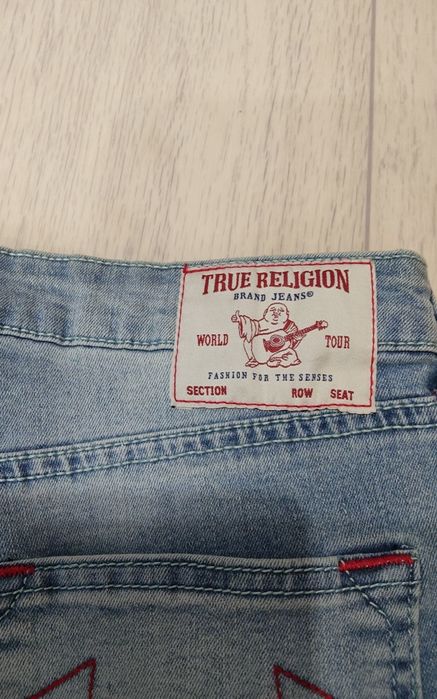 TRUE RELIGION
BRAND JEANS®
WORLD TOUR
FASHION FOR THE SENSES
SECTION ROW SEAT